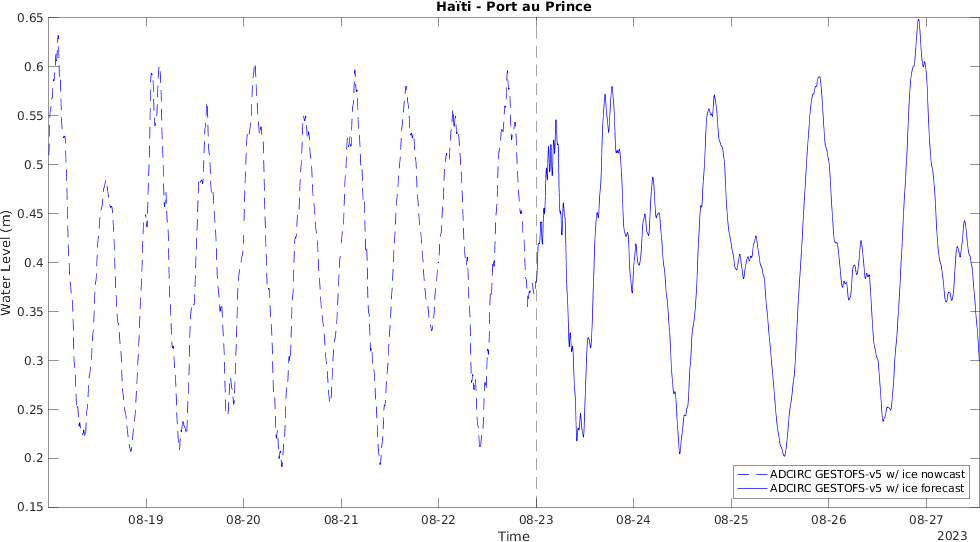 Haïti - Port au Prince
0.65
0.6
0.55
0.5
0.45
0.4
0.35
0.3
0.25
0.2
0.15
Water Level (m)
ADCIRC GESTOFS-v5 w/ ice nowcast
ADCIRC GESTOFS-v5 w/ ice forecast
08-19 08-20 08-21 08-22 08-23 08-24 08-25 08-26 08-27
Time
2023